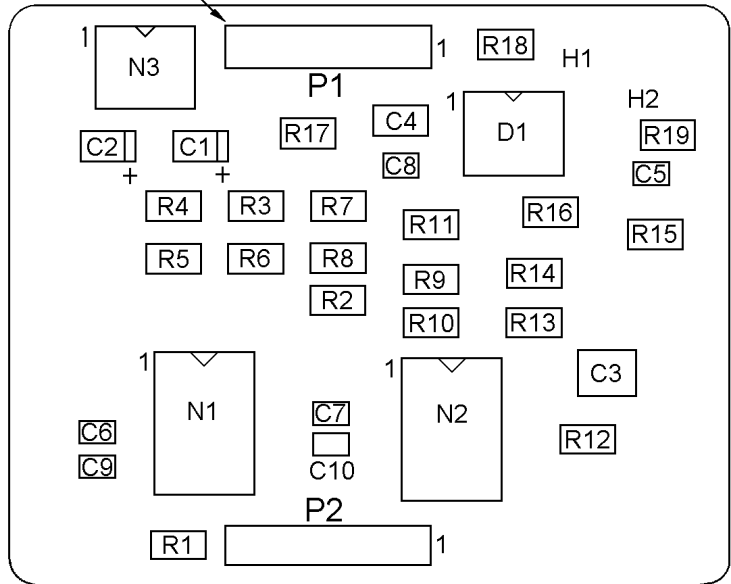 1 N3 1 R18 H1
P1
H2
C2 C1 R17 C4 1 D1 R19
+ + C8 C5
R4 R3 R7 R11 R16 R15
R5 R6 R8 R9 R14
R2 R10 R13
1 N1 1 N2 C3
C7
C6 R12
C9 C10
P2
R1 1